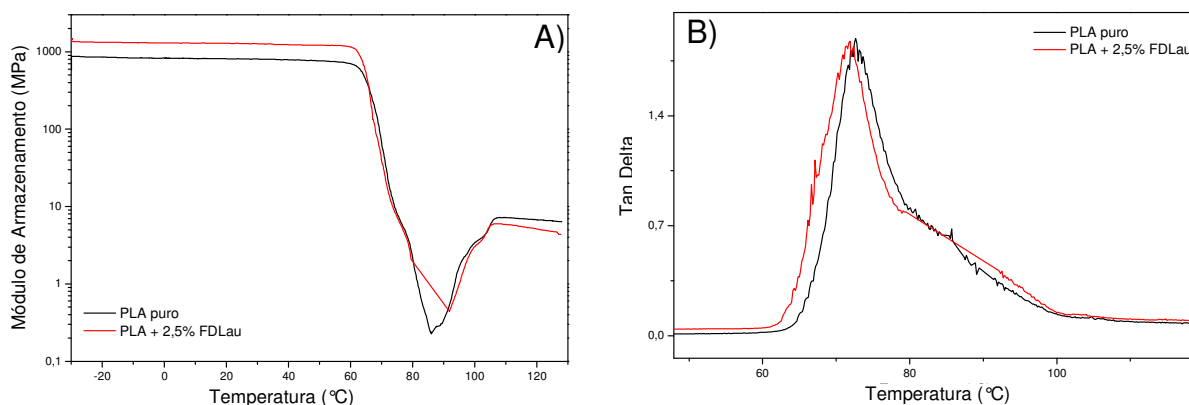 A)
Módulo de Armazenamento (MPa)
1000
100
10
1
0,1
PLA puro
PLA + 2,5% FDLau
-20 0 20 40 60 80 100 120
Temperatura (°C)
B)
PLA puro
PLA + 2,5% FDLau
Tan Delta
1,4
0,7
0,0
60 80 100
Temperatura (°C)